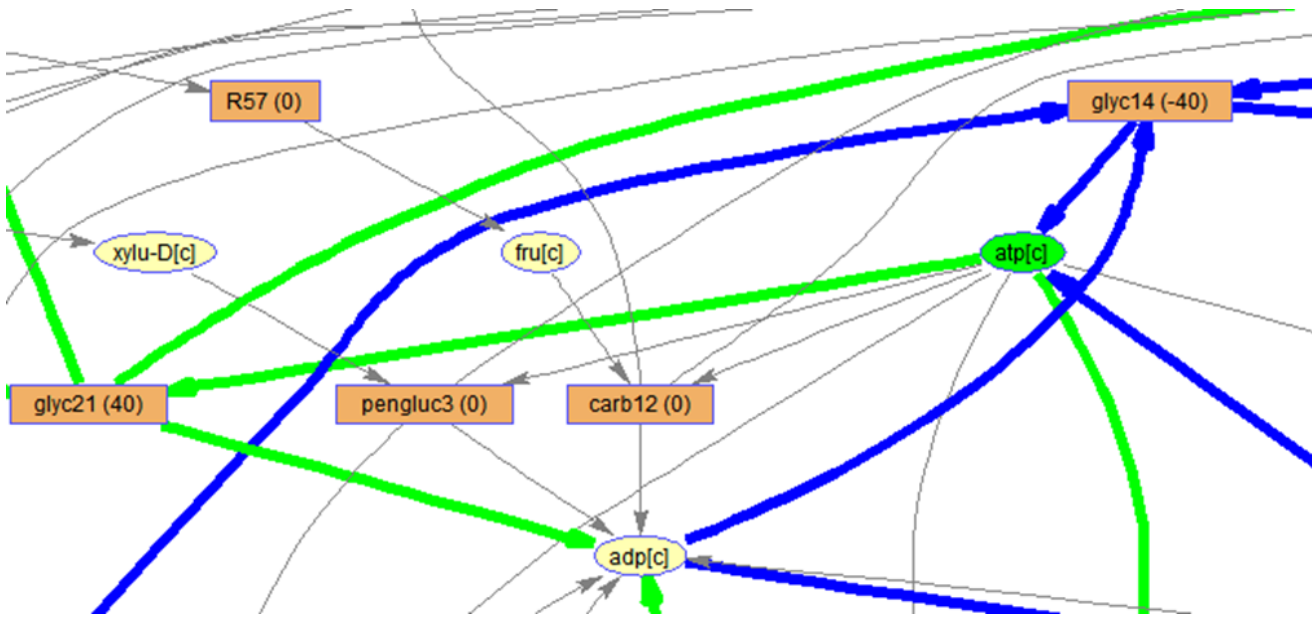 R57 (0)
glyc14 (-40)
xylu-D[c]
fru[c]
atp[c]
glyc21 (40)
pengluc3 (0)
carb12 (0)
adp[c]